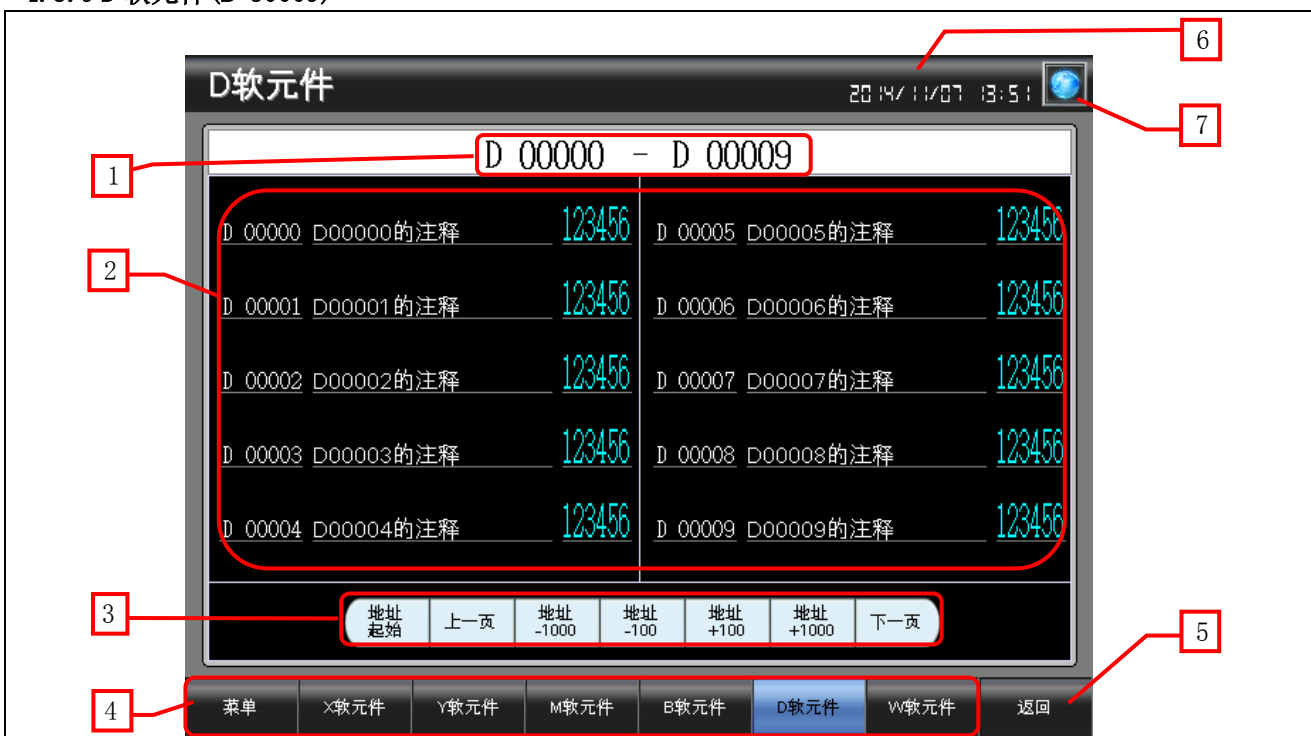 6
D软元件
2014/11/07 13:51
7
1
D 00000 - D 00009
D 00000 D00000的注释 123456 D 00005 D00005的注释 123456
2
D 00001 D00001的注释 123456 D 00006 D00006的注释 123456
D 00002 D00002的注释 123456 D 00007 D00007的注释 123456
D 00003 D00003的注释 123456 D 00008 D00008的注释 123456
D 00004 D00004的注释 123456 D 00009 D00009的注释 123456
3
地址起始 上一页 地址-1000 地址-100 地址+100 地址+1000 下一页
5
4
菜单 X软元件 Y软元件 M软元件 B软元件 D软元件 W软元件 返回